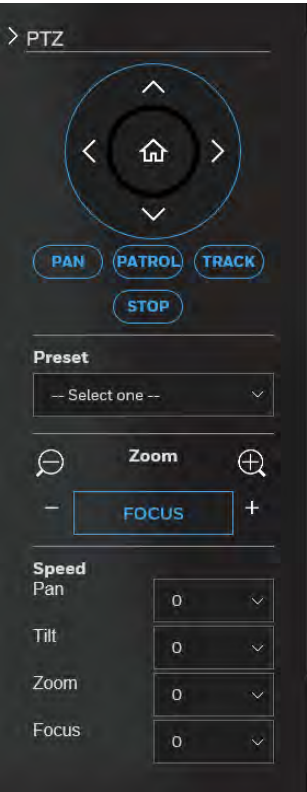 PTZ
PAN PATROL TRACK
STOP
Preset
-- Select one --
Zoom
- FOCUS +
Speed
Pan 0
Tilt 0
Zoom 0
Focus 0